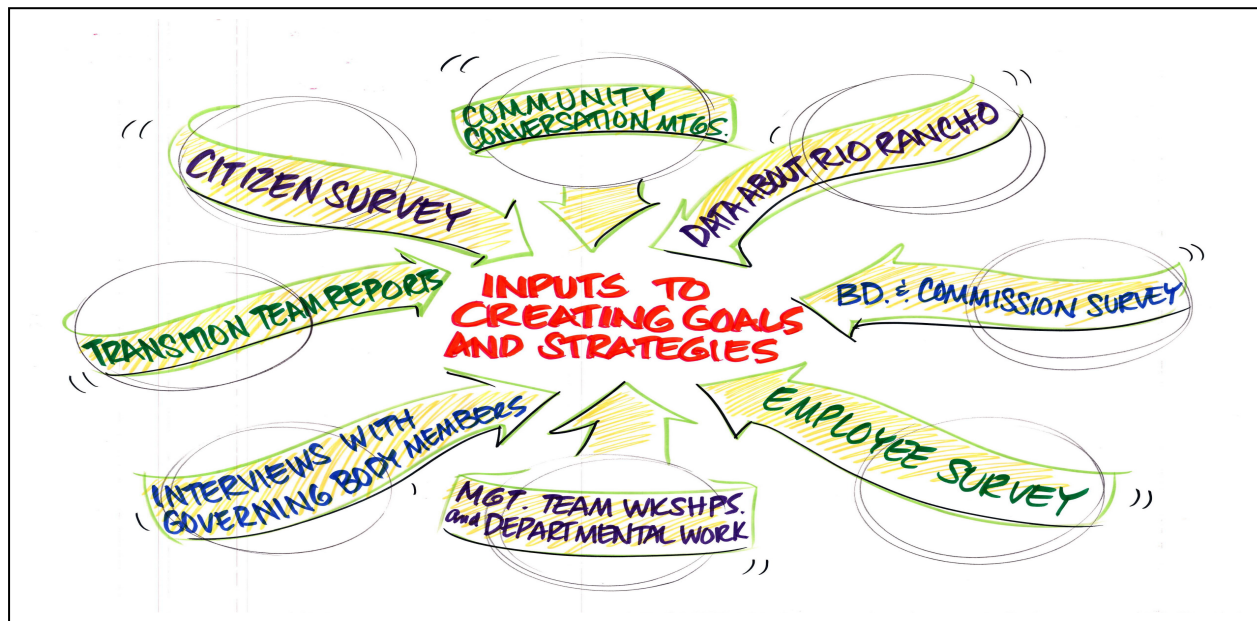 COMMUNITY
CONVERSATION MTGS.
DATA ABOUT RIO RANCHO
CITIZEN SURVEY
TRANSITION TEAM REPORTS
INPUTS TO
CREATING GOALS
AND STRATEGIES
BD. & COMMISSION SURVEY
INTERVIEWS WITH
GOVERNING BODY MEMBERS
MGT. TEAM WKSHPS.
and DEPARTMENTAL WORK
EMPLOYEE SURVEY